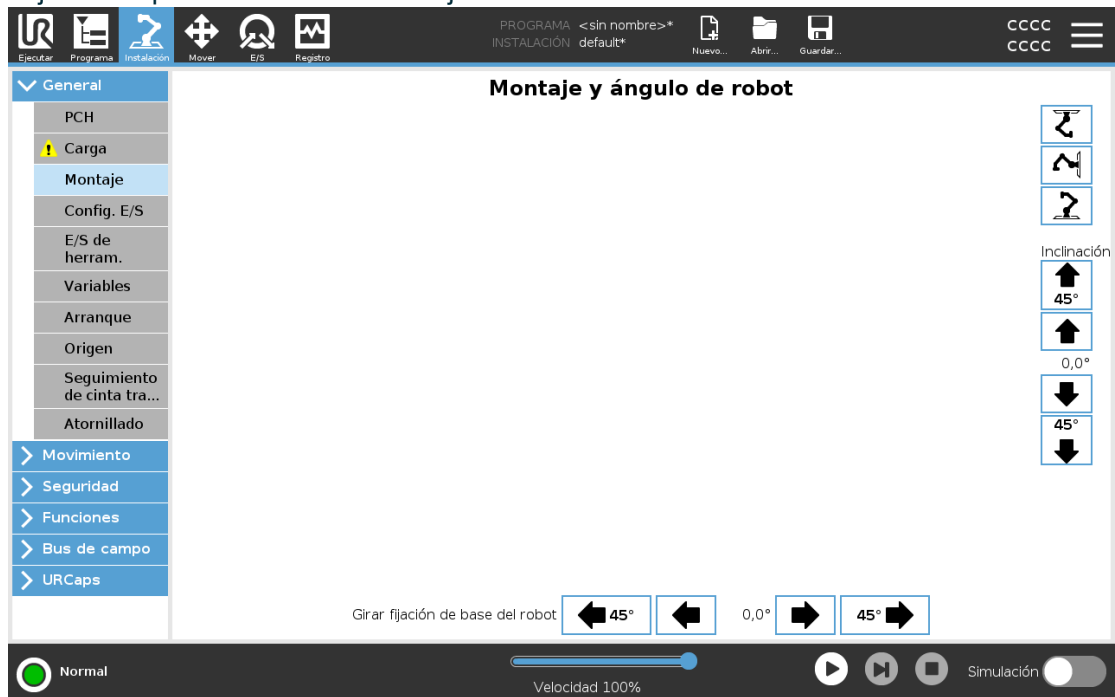 PROGRAMA <sin nombre>*
INSTALACIÓN default*
UR
Ejecutar
Programa
Instalación
Mover
E/S
Registro
Nuevo...
Abrir...
Guardar...
CCCC
CCCC
General
Montaje y ángulo de robot
PCH
Carga
Montaje
Config. E/S
E/S de
herram.
Variables
Arranque
Origen
Seguimiento
de cinta tra...
Atornillado
Movimiento
Seguridad
Funciones
Bus de campo
URCaps
Inclinación
45°
0,0°
45°
Girar fijación de base del robot 45° 0,0° 45°
Normal
Velocidad 100%
Simulación